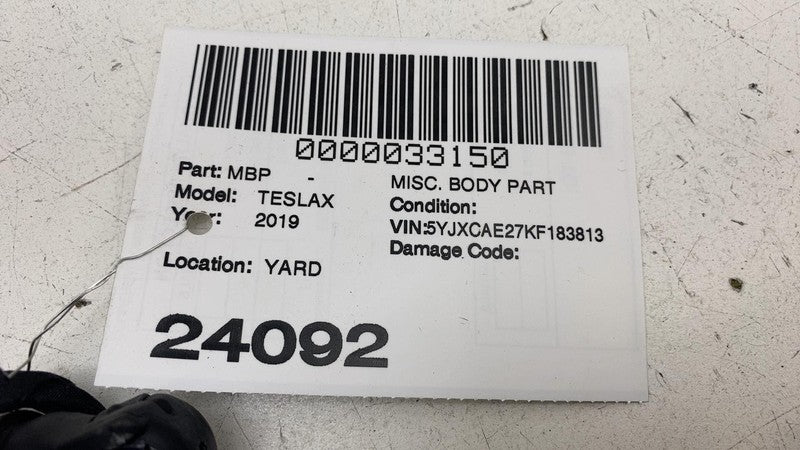 0000033150
Part: MBP - MISC. BODY PART
Model: TESLAX Condition:
Year: 2019 VIN:5YJXCAE27KF183813
Damage Code:
Location: YARD
24092